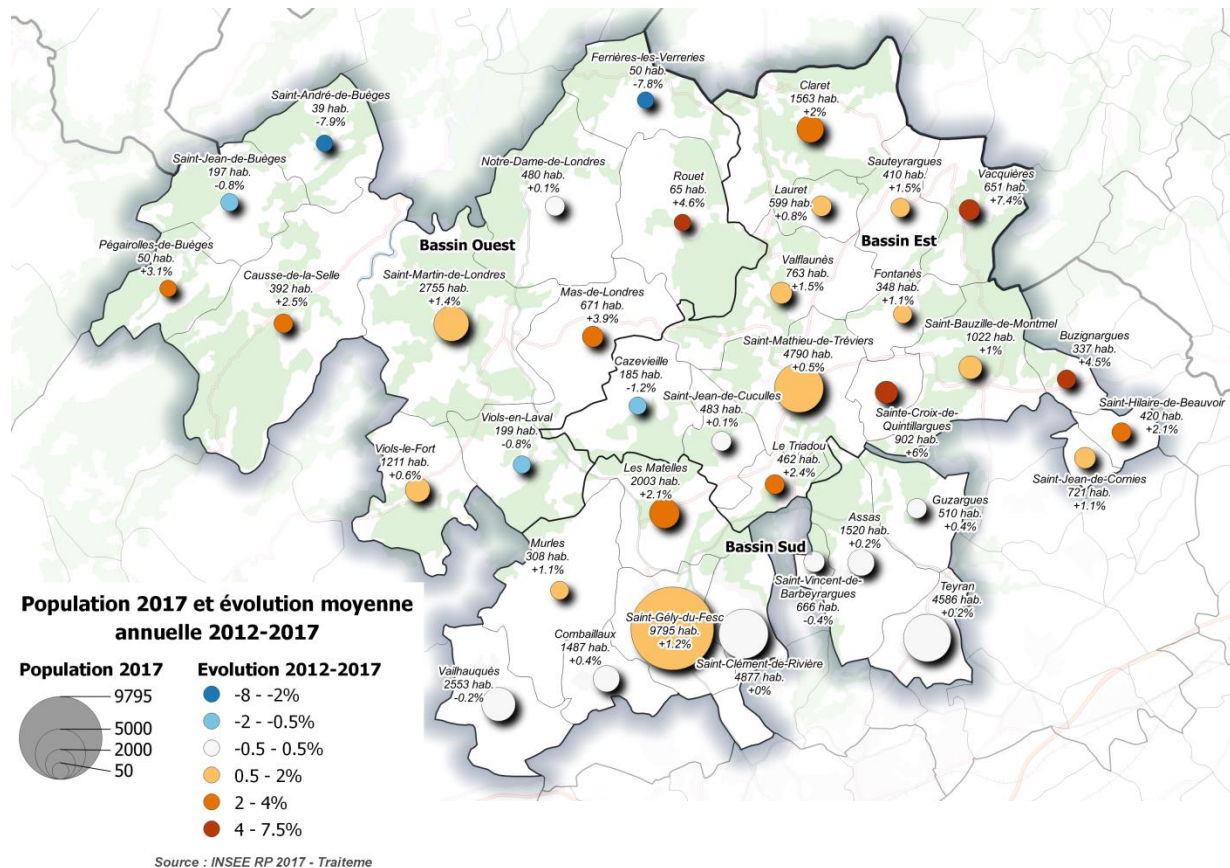 Ferrières-les-Verreries
50 hab.
-7.8%
Claret
1563 hab.
+2%
Saint-André-de-Buèges
39 hab.
-7.9%
Saint-Jean-de-Buèges
197 hab.
-0.8%
Notre-Dame-de-Londres
480 hab.
+0.1%
Rouet
65 hab.
+4.6%
Lauret
599 hab.
+0.8%
Sauteyrargues
410 hab.
+1.5%
Vacquières
651 hab.
+7.4%
Bassin Ouest
Bassin Est
Pégairolles-de-Buèges
50 hab.
+3.1%
Causse-de-la-Selle
392 hab.
+2.5%
Saint-Martin-de-Londres
2755 hab.
+1.4%
Mas-de-Londres
671 hab.
+3.9%
Valflaunès
763 hab.
+1.5%
Fontanès
348 hab.
+1.1%
Saint-Bauzille-de-Montmel
1022 hab.
+1%
Buzignargues
337 hab.
+4.5%
Saint-Mathieu-de-Tréviers
4790 hab.
+0.5%
Cazevieille
185 hab.
-1.2%
Saint-Jean-de-Cuculles
483 hab.
+0.1%
Sainte-Croix-de-
Quintillargues
902 hab.
+6%
Saint-Hilaire-de-Beauvoir
420 hab.
+2.1%
Saint-Jean-de-Cornies
721 hab.
+1.1%
Viols-en-Laval
199 hab.
-0.8%
Viols-le-Fort
1211 hab.
+0.6%
Les Matelles
2003 hab.
+2.1%
Le Triadou
462 hab.
+2.4%
Guzargues
510 hab.
+0.4%
Assas
1520 hab.
+0.2%
Bassin Sud
Murles
308 hab.
+1.1%
Saint-Vincent-de-
Barbeyrargues
666 hab.
-0.4%
Teyran
4586 hab.
+0.2%
Saint-Gély-du-Fesc
9795 hab.
+1.2%
Combaillaux
1487 hab.
+0.4%
Saint-Clément-de-Rivière
4877 hab.
+0%
Vailhauquès
2553 hab.
-0.2%
Population 2017 et évolution moyenne
annuelle 2012-2017
Population 2017
9795
5000
2000
50
Evolution 2012-2017
-8 - -2%
-2 - -0.5%
-0.5 - 0.5%
0.5 - 2%
2 - 4%
4 - 7.5%
Source : INSEE RP 2017 - Traiteme